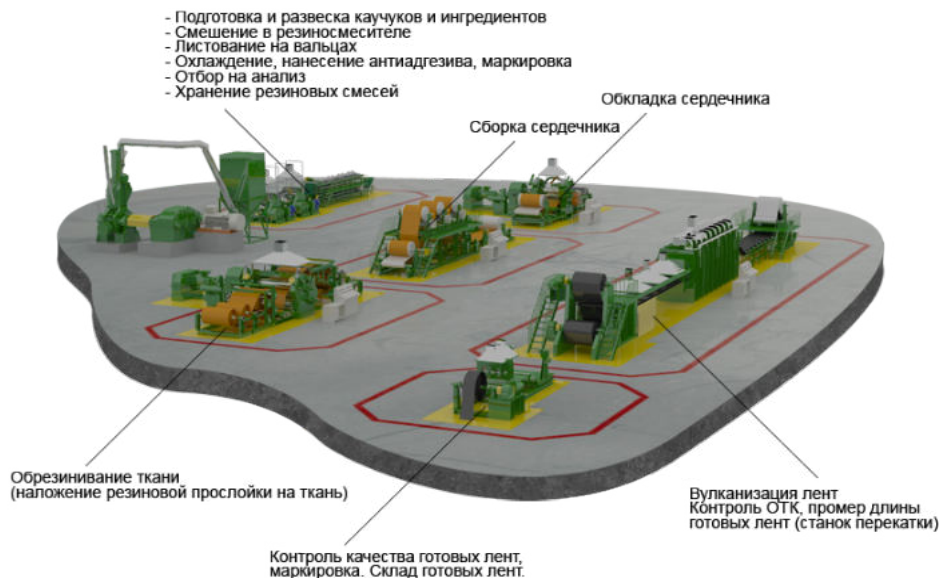 - Подготовка и развеска каучуков и ингредиентов
- Смешение в резиносмесителе
- Листование на вальцах
- Охлаждение, нанесение антиадгезива, маркировка
- Отбор на анализ
- Хранение резиновых смесей
Обкладка сердечника
Сборка сердечника
Обрезинивание ткани
(наложение резиновой прослойки на ткань)
Вулканизация лент
Контроль ОТК, промер длины
готовых лент (станок перекатки)
Контроль качества готовых лент,
маркировка. Склад готовых лент.